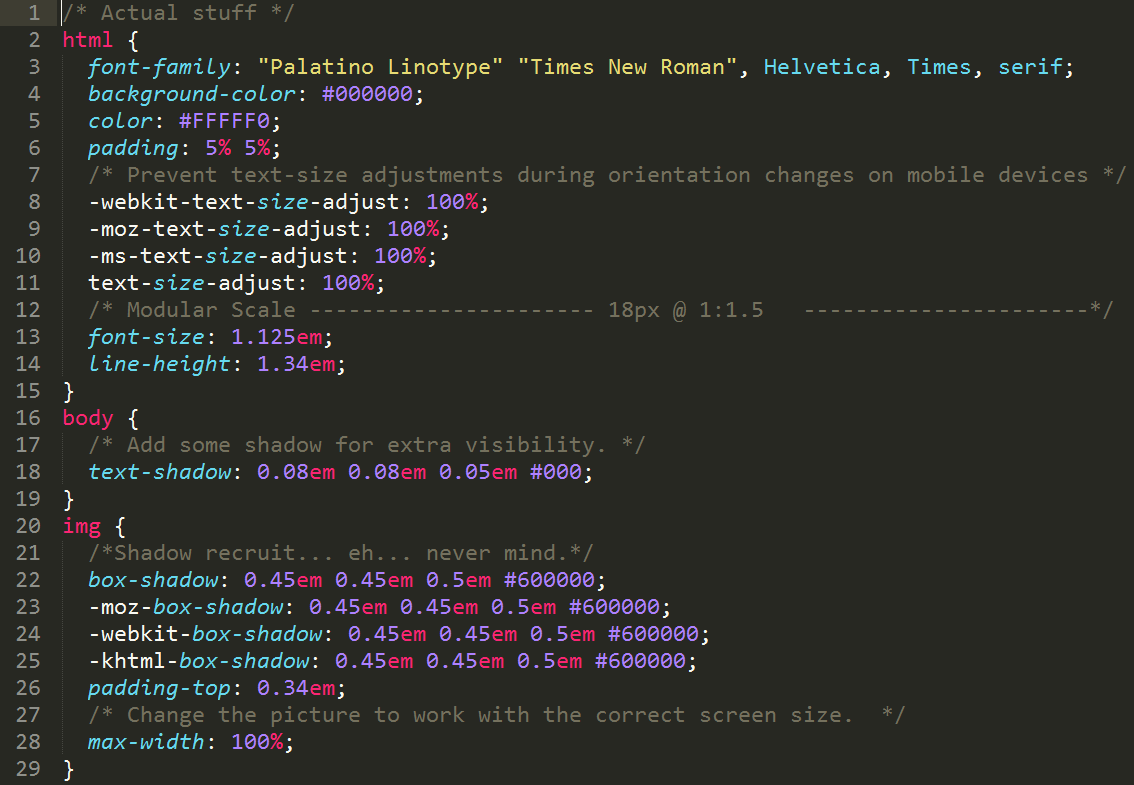 1 /* Actual stuff */
2 html {
3   font-family: "Palatino Linotype" "Times New Roman", Helvetica, Times, serif;
4   background-color: #000000;
5   color: #FFFFF0;
6   padding: 5% 5%;
7   /* Prevent text-size adjustments during orientation changes on mobile devices */
8   -webkit-text-size-adjust: 100%;
9   -moz-text-size-adjust: 100%;
10   -ms-text-size-adjust: 100%;
11   text-size-adjust: 100%;
12   /* Modular Scale ---------------------- 18px @ 1:1.5   ----------------------*/
13   font-size: 1.125em;
14   line-height: 1.34em;
15 }
16 body {
17   /* Add some shadow for extra visibility. */
18   text-shadow: 0.08em 0.08em 0.05em #000;
19 }
20 img {
21   /*Shadow recruit... eh... never mind.*/
22   box-shadow: 0.45em 0.45em 0.5em #600000;
23   -moz-box-shadow: 0.45em 0.45em 0.5em #600000;
24   -webkit-box-shadow: 0.45em 0.45em 0.5em #600000;
25   -khtml-box-shadow: 0.45em 0.45em 0.5em #600000;
26   padding-top: 0.34em;
27   /* Change the picture to work with the correct screen size.  */
28   max-width: 100%;
29 }